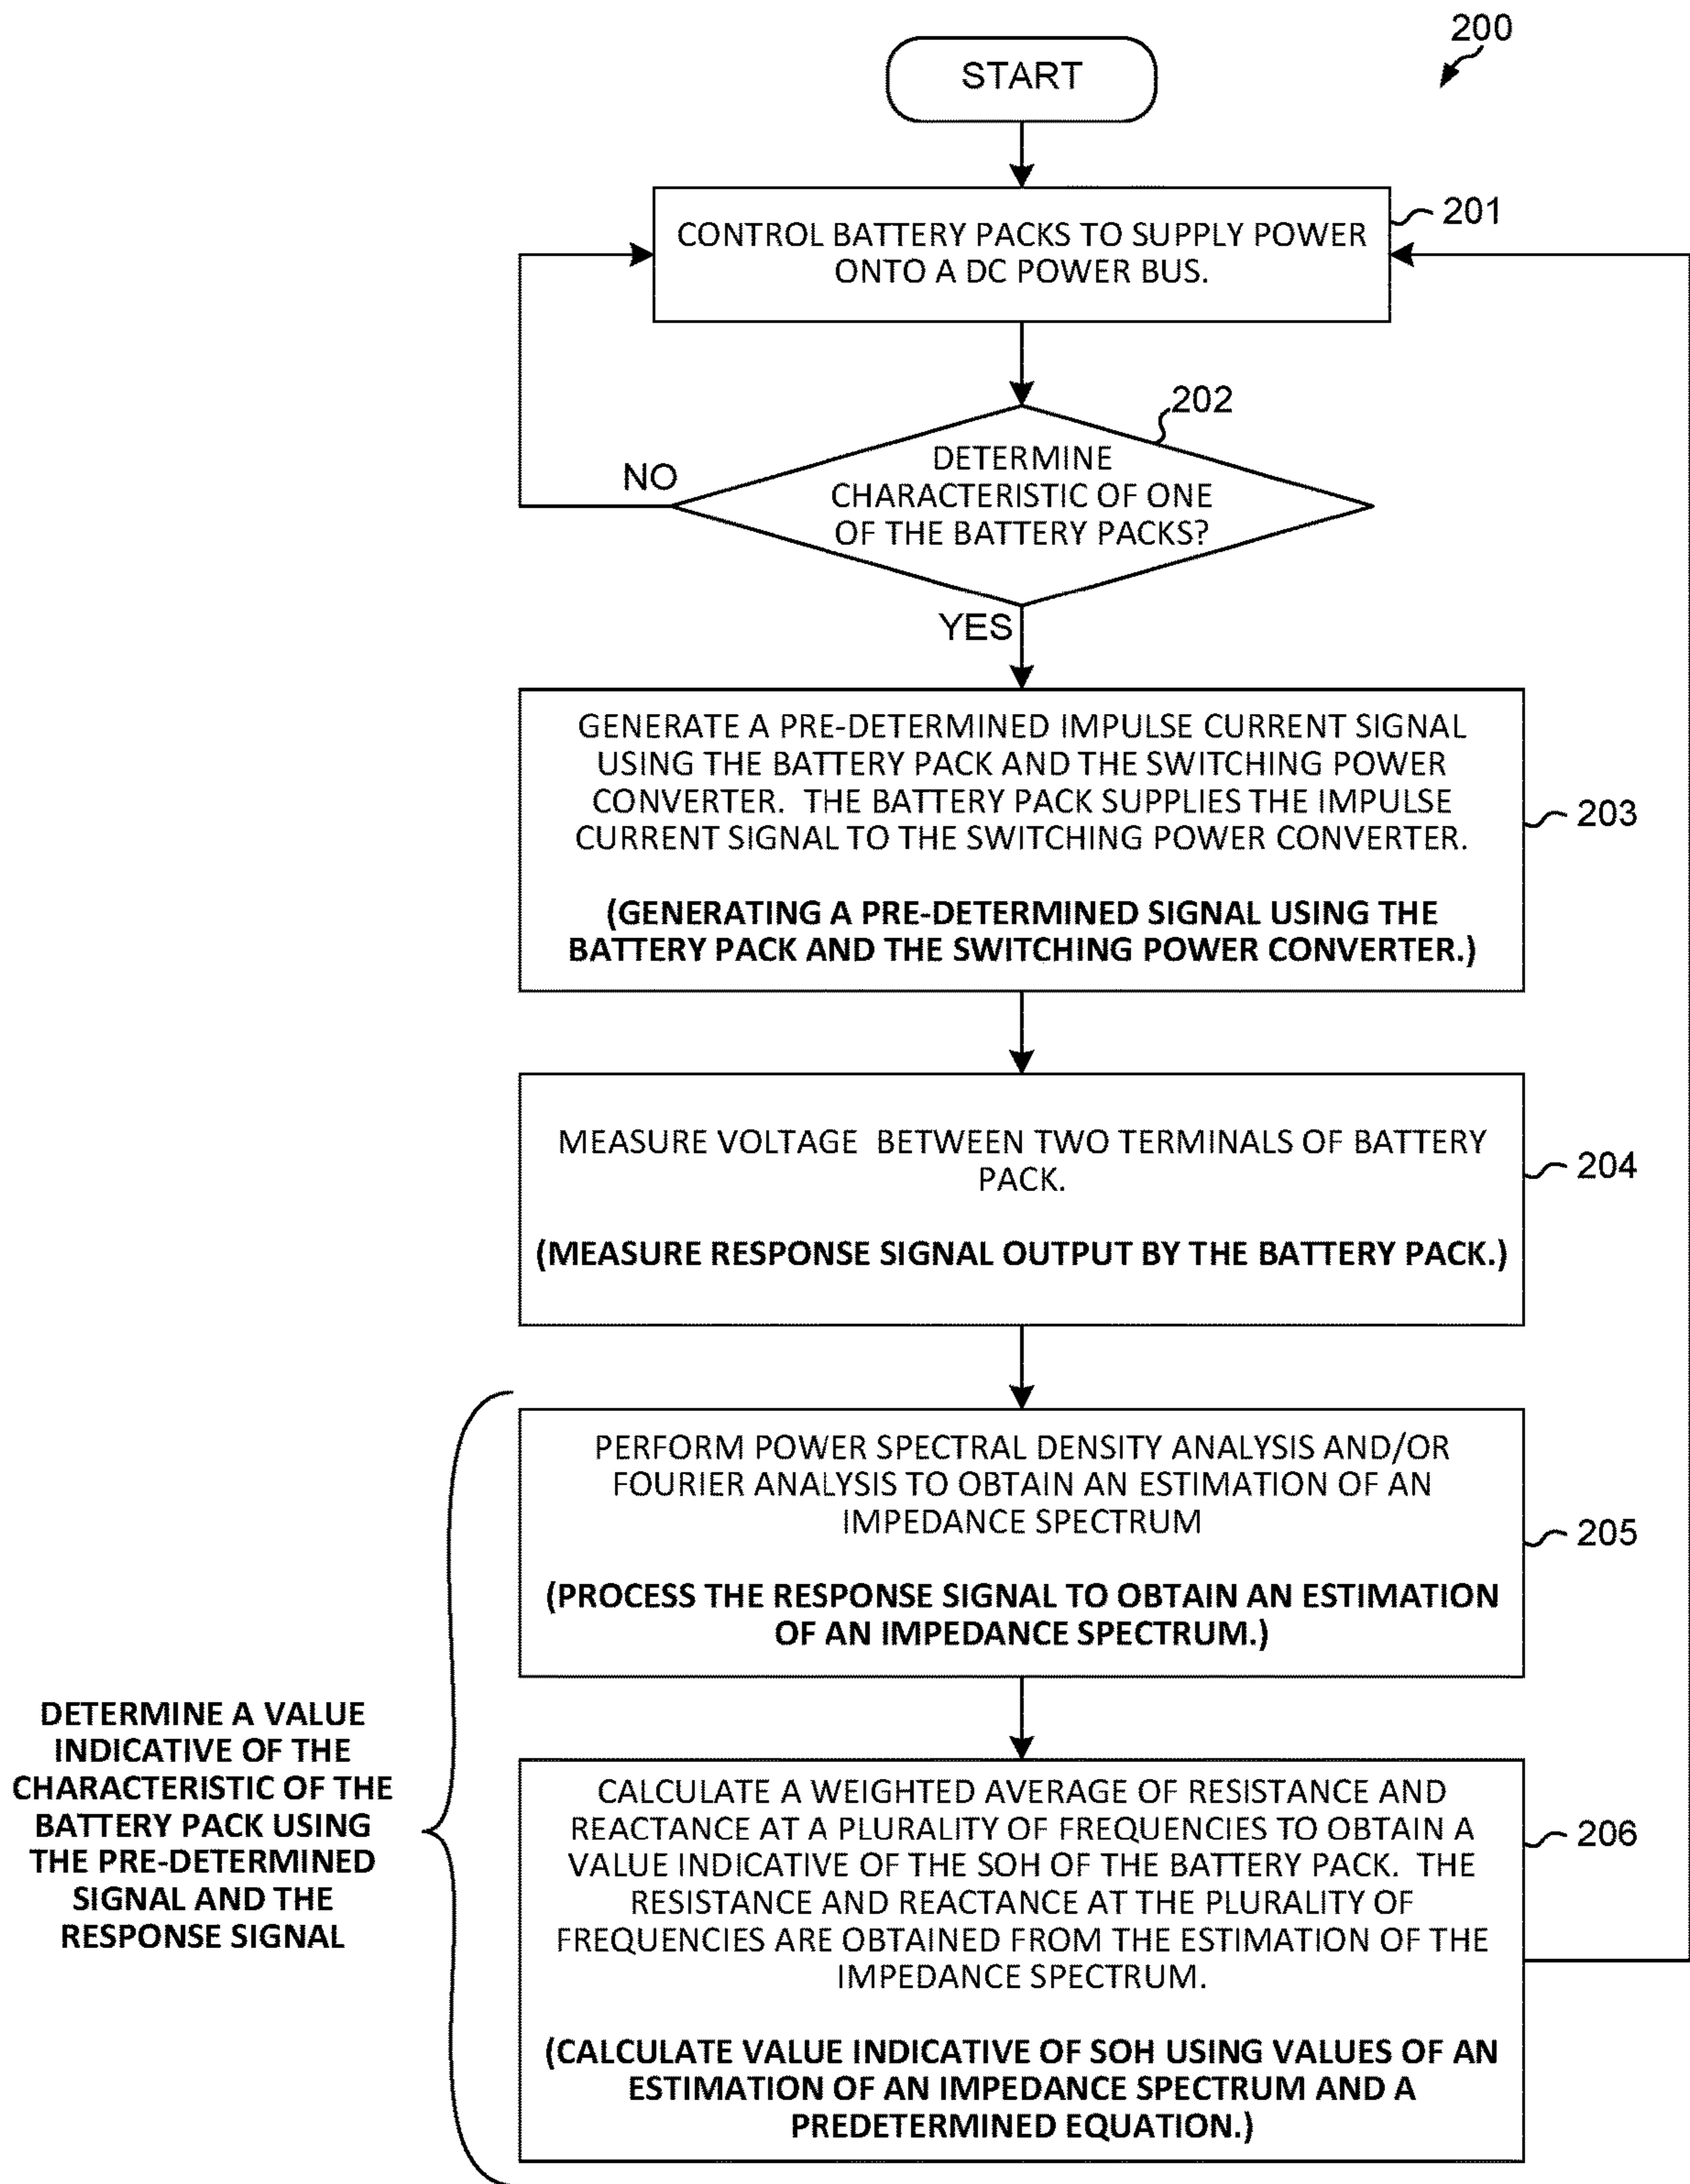 200
START
CONTROL BATTERY PACKS TO SUPPLY POWER
ONTO A DC POWER BUS.
201
202
DETERMINE
CHARACTERISTIC OF ONE
OF THE BATTERY PACKS?
NO
YES
GENERATE A PRE-DETERMINED IMPULSE CURRENT SIGNAL
USING THE BATTERY PACK AND THE SWITCHING POWER
CONVERTER.  THE BATTERY PACK SUPPLIES THE IMPULSE
CURRENT SIGNAL TO THE SWITCHING POWER CONVERTER.
(GENERATING A PRE-DETERMINED SIGNAL USING THE
BATTERY PACK AND THE SWITCHING POWER CONVERTER.)
203
MEASURE VOLTAGE  BETWEEN TWO TERMINALS OF BATTERY
PACK.
(MEASURE RESPONSE SIGNAL OUTPUT BY THE BATTERY PACK.)
204
PERFORM POWER SPECTRAL DENSITY ANALYSIS AND/OR
FOURIER ANALYSIS TO OBTAIN AN ESTIMATION OF AN
IMPEDANCE SPECTRUM
(PROCESS THE RESPONSE SIGNAL TO OBTAIN AN ESTIMATION
OF AN IMPEDANCE SPECTRUM.)
205
DETERMINE A VALUE
INDICATIVE OF THE
CHARACTERISTIC OF THE
BATTERY PACK USING
THE PRE-DETERMINED
SIGNAL AND THE
RESPONSE SIGNAL
CALCULATE A WEIGHTED AVERAGE OF RESISTANCE AND
REACTANCE AT A PLURALITY OF FREQUENCIES TO OBTAIN A
VALUE INDICATIVE OF THE SOH OF THE BATTERY PACK.  THE
RESISTANCE AND REACTANCE AT THE PLURALITY OF
FREQUENCIES ARE OBTAINED FROM THE ESTIMATION OF THE
IMPEDANCE SPECTRUM.
(CALCULATE VALUE INDICATIVE OF SOH USING VALUES OF AN
ESTIMATION OF AN IMPEDANCE SPECTRUM AND A
PREDETERMINED EQUATION.)
206